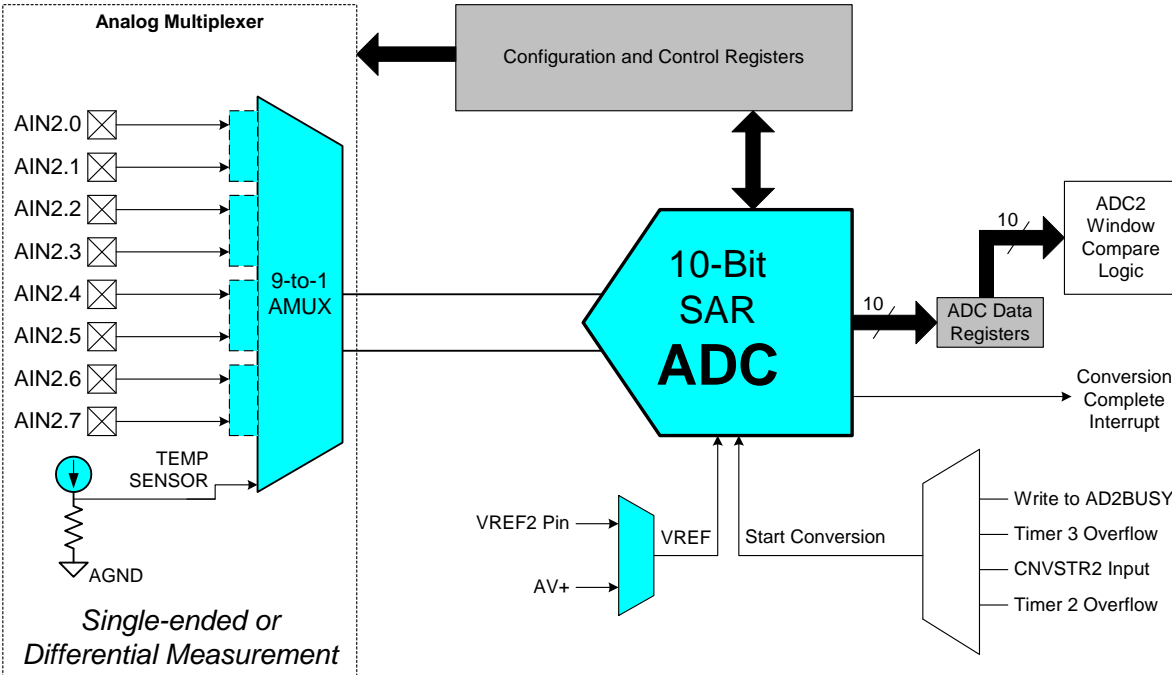 Analog Multiplexer
Configuration and Control Registers
AIN2.0
AIN2.1
AIN2.2
AIN2.3
AIN2.4
AIN2.5
AIN2.6
AIN2.7
9-to-1
AMUX
TEMP
SENSOR
AGND
Single-ended or
Differential Measurement
10-Bit
SAR
ADC
10
ADC Data
Registers
10
ADC2
Window
Compare
Logic
Conversion
Complete
Interrupt
VREF2 Pin
AV+
VREF
Start Conversion
Write to AD2BUSY
Timer 3 Overflow
CNVSTR2 Input
Timer 2 Overflow